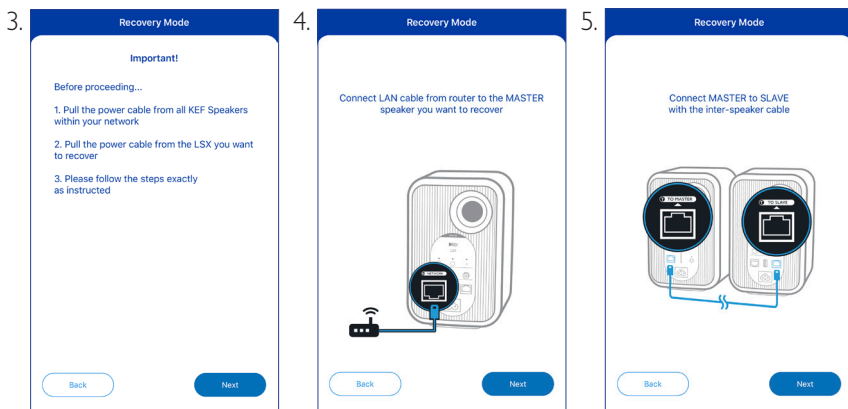 3.
Recovery Mode
Important!
Before proceeding...
1. Pull the power cable from all KEF Speakers
within your network
2. Pull the power cable from the LSX you want
to recover
3. Please follow the steps exactly
as instructed
Back
Next
4.
Recovery Mode
Connect LAN cable from router to the MASTER
speaker you want to recover
NETWORK
Back
Next
5.
Recovery Mode
Connect MASTER to SLAVE
with the inter-speaker cable
TO MASTER
TO SLAVE
Back
Next